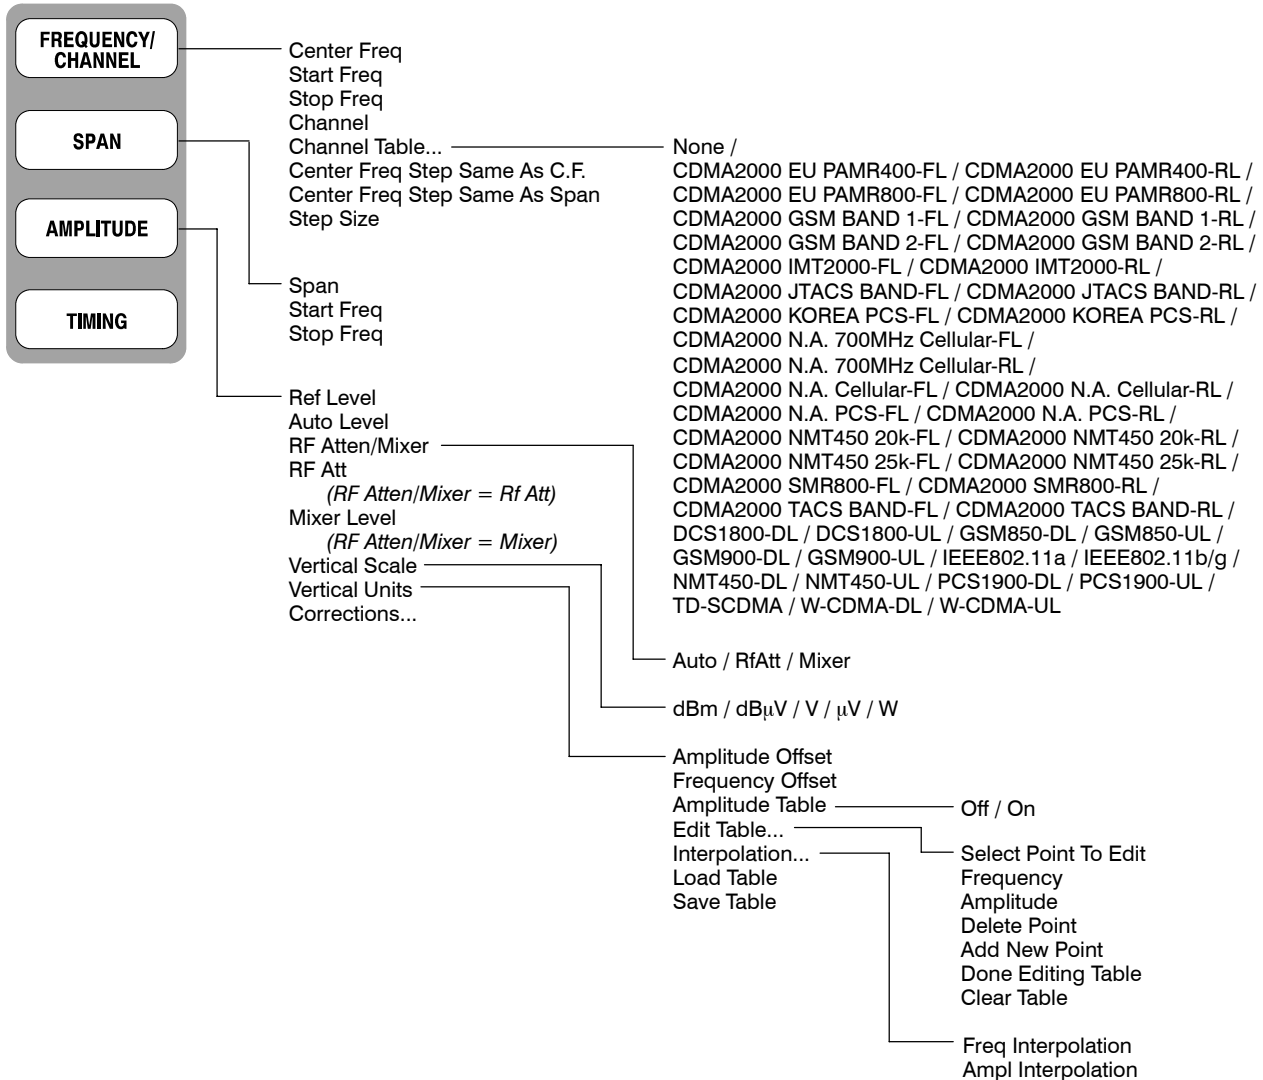 FREQUENCY/
CHANNEL
SPAN
AMPLITUDE
TIMING
Center Freq
Start Freq
Stop Freq
Channel
Channel Table...
Center Freq Step Same As C.F.
Center Freq Step Same As Span
Step Size
Span
Start Freq
Stop Freq
Ref Level
Auto Level
RF Atten/Mixer
RF Att
(RF Atten/Mixer = Rf Att)
Mixer Level
(RF Atten/Mixer = Mixer)
Vertical Scale
Vertical Units
Corrections...
None /
CDMA2000 EU PAMR400-FL / CDMA2000 EU PAMR400-RL /
CDMA2000 EU PAMR800-FL / CDMA2000 EU PAMR800-RL /
CDMA2000 GSM BAND 1-FL / CDMA2000 GSM BAND 1-RL /
CDMA2000 GSM BAND 2-FL / CDMA2000 GSM BAND 2-RL /
CDMA2000 IMT2000-FL / CDMA2000 IMT2000-RL /
CDMA2000 JTACS BAND-FL / CDMA2000 JTACS BAND-RL /
CDMA2000 KOREA PCS-FL / CDMA2000 KOREA PCS-RL /
CDMA2000 N.A. 700MHz Cellular-FL /
CDMA2000 N.A. 700MHz Cellular-RL /
CDMA2000 N.A. Cellular-FL / CDMA2000 N.A. Cellular-RL /
CDMA2000 N.A. PCS-FL / CDMA2000 N.A. PCS-RL /
CDMA2000 NMT450 20k-FL / CDMA2000 NMT450 20k-RL /
CDMA2000 NMT450 25k-FL / CDMA2000 NMT450 25k-RL /
CDMA2000 SMR800-FL / CDMA2000 SMR800-RL /
CDMA2000 TACS BAND-FL / CDMA2000 TACS BAND-RL /
DCS1800-DL / DCS1800-UL / GSM850-DL / GSM850-UL /
GSM900-DL / GSM900-UL / IEEE802.11a / IEEE802.11b/g /
NMT450-DL / NMT450-UL / PCS1900-DL / PCS1900-UL /
TD-SCDMA / W-CDMA-DL / W-CDMA-UL
Auto / RfAtt / Mixer
dBm / dBµV / V / µV / W
Amplitude Offset
Frequency Offset
Amplitude Table
Edit Table...
Interpolation...
Load Table
Save Table
Off / On
Select Point To Edit
Frequency
Amplitude
Delete Point
Add New Point
Done Editing Table
Clear Table
Freq Interpolation
Ampl Interpolation